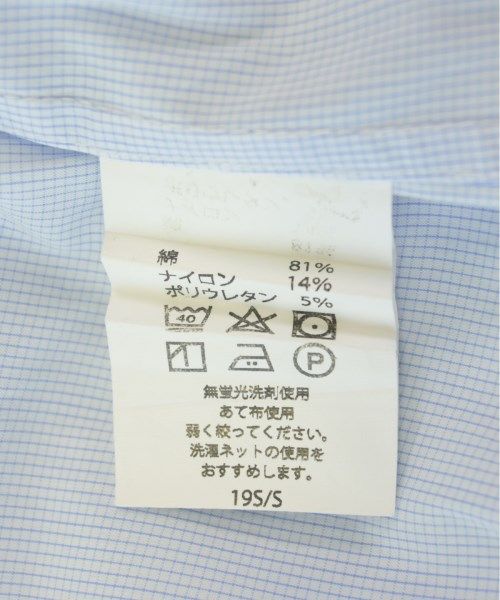 綿 81%
ナイロン 14%
ポリウレタン 5%
40
P
無蛍光洗剤使用
あて布使用
弱く絞ってください。
洗濯ネットの使用を
おすすめします。
19S/S